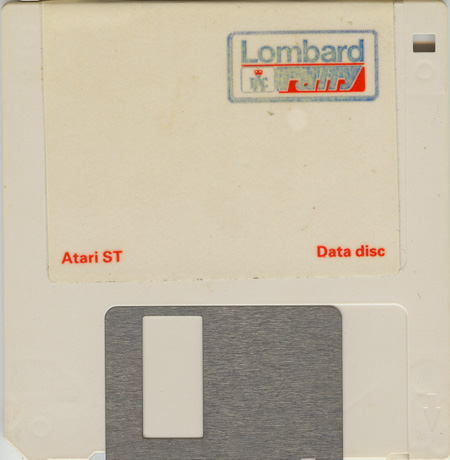 Lombard
RAC rally
Atari ST
Data disc